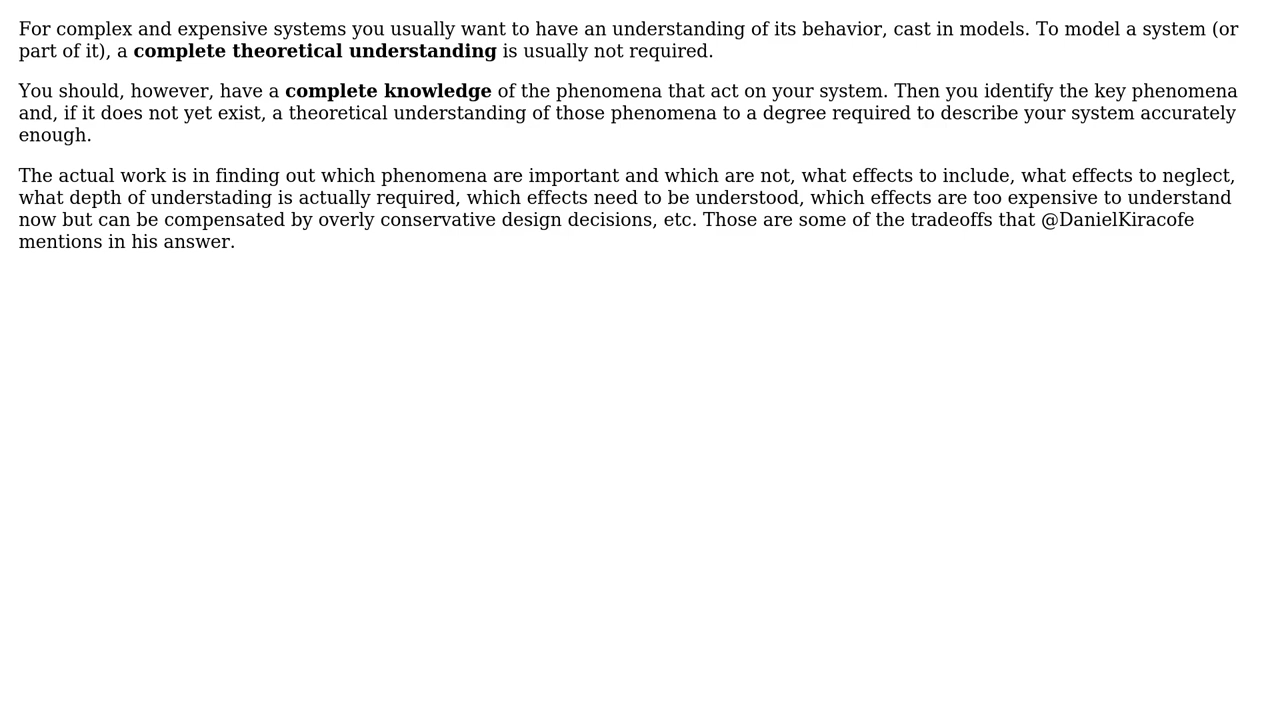 For complex and expensive systems you usually want to have an understanding of its behavior, cast in models. To model a system (or
part of it), a complete theoretical understanding is usually not required.
You should, however, have a complete knowledge of the phenomena that act on your system. Then you identify the key phenomena
and, if it does not yet exist, a theoretical understanding of those phenomena to a degree required to describe your system accurately
enough.
The actual work is in finding out which phenomena are important and which are not, what effects to include, what effects to neglect,
what depth of understading is actually required, which effects need to be understood, which effects are too expensive to understand
now but can be compensated by overly conservative design decisions, etc. Those are some of the tradeoffs that @DanielKiracofe
mentions in his answer.